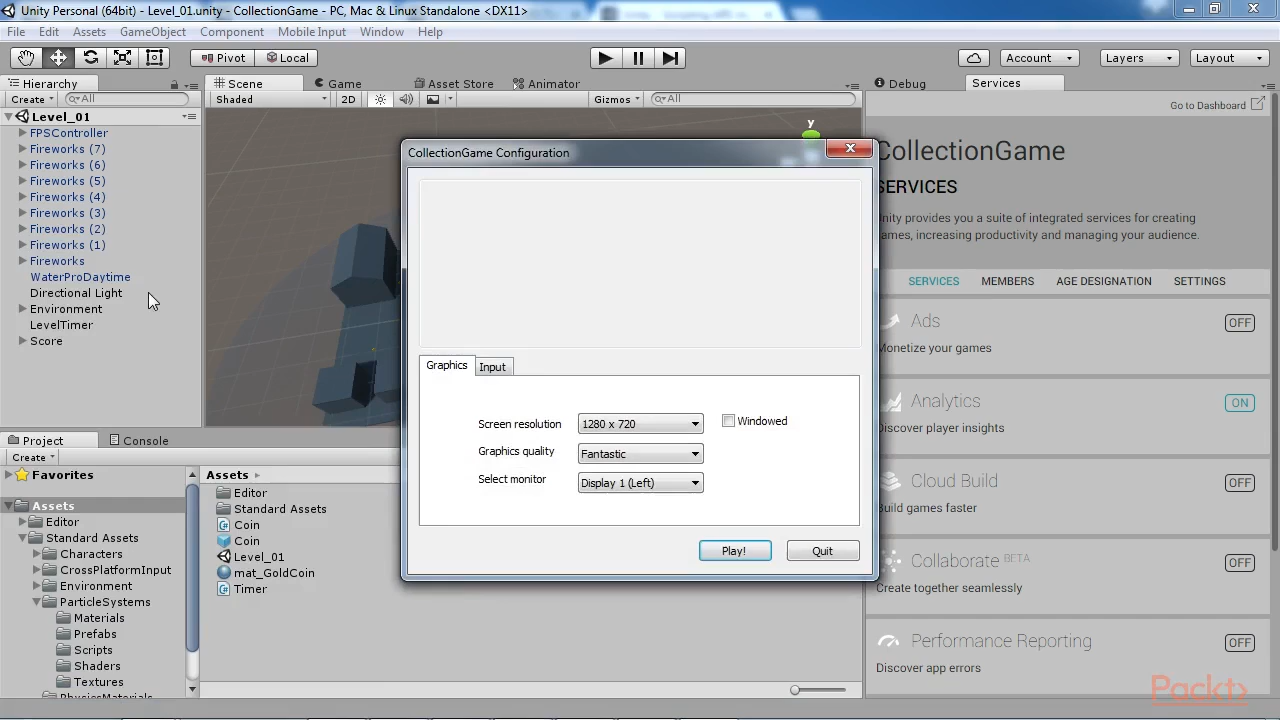 Unity Personal (64bit) - Level_01.unity - CollectionGame - PC, Mac & Linux Standalone <DX11>
File Edit Assets GameObject Component Mobile Input Window Help
Pivot Local Account Layers Layout
Hierarchy Scene Game Asset Store Animator Debug Services
Create All Shaded 2D Gizmos All Go to Dashboard
Level_01
FPSController
Fireworks (7)
Fireworks (6)
Fireworks (5)
Fireworks (4)
Fireworks (3)
Fireworks (2)
Fireworks (1)
Fireworks
WaterProDaytime
Directional Light
Environment
LevelTimer
Score
y
CollectionGame Configuration
Graphics Input
Screen resolution 1280 x 720 Windowed
Graphics quality Fantastic
Select monitor Display 1 (Left)
Play! Quit
CollectionGame
SERVICES
Unity provides you a suite of integrated services for creating
games, increasing productivity and managing your audience.
SERVICES MEMBERS AGE DESIGNATION SETTINGS
Ads OFF
Monetize your games
Analytics ON
Discover player insights
Cloud Build OFF
Build games faster
Collaborate BETA OFF
Create together seamlessly
Performance Reporting OFF
Discover app errors
Project Console
Create
Favorites
Assets
Editor
Standard Assets
Characters
CrossPlatformInput
Environment
ParticleSystems
Materials
Prefabs
Scripts
Shaders
Textures
PhysicsMaterials
Assets
Editor
Standard Assets
Coin
Coin
Level_01
mat_GoldCoin
Timer
Packt